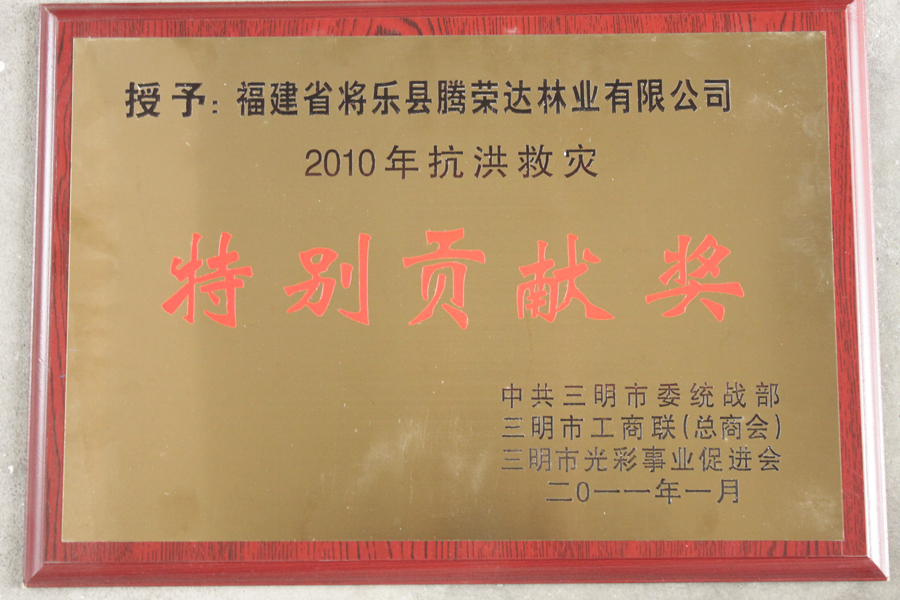 授予：福建省将乐县腾荣达林业有限公司
2010年抗洪救灾
特别贡献奖
中共三明市委统战部
三明市工商联(总商会)
三明市光彩事业促进会
二0一一年一月